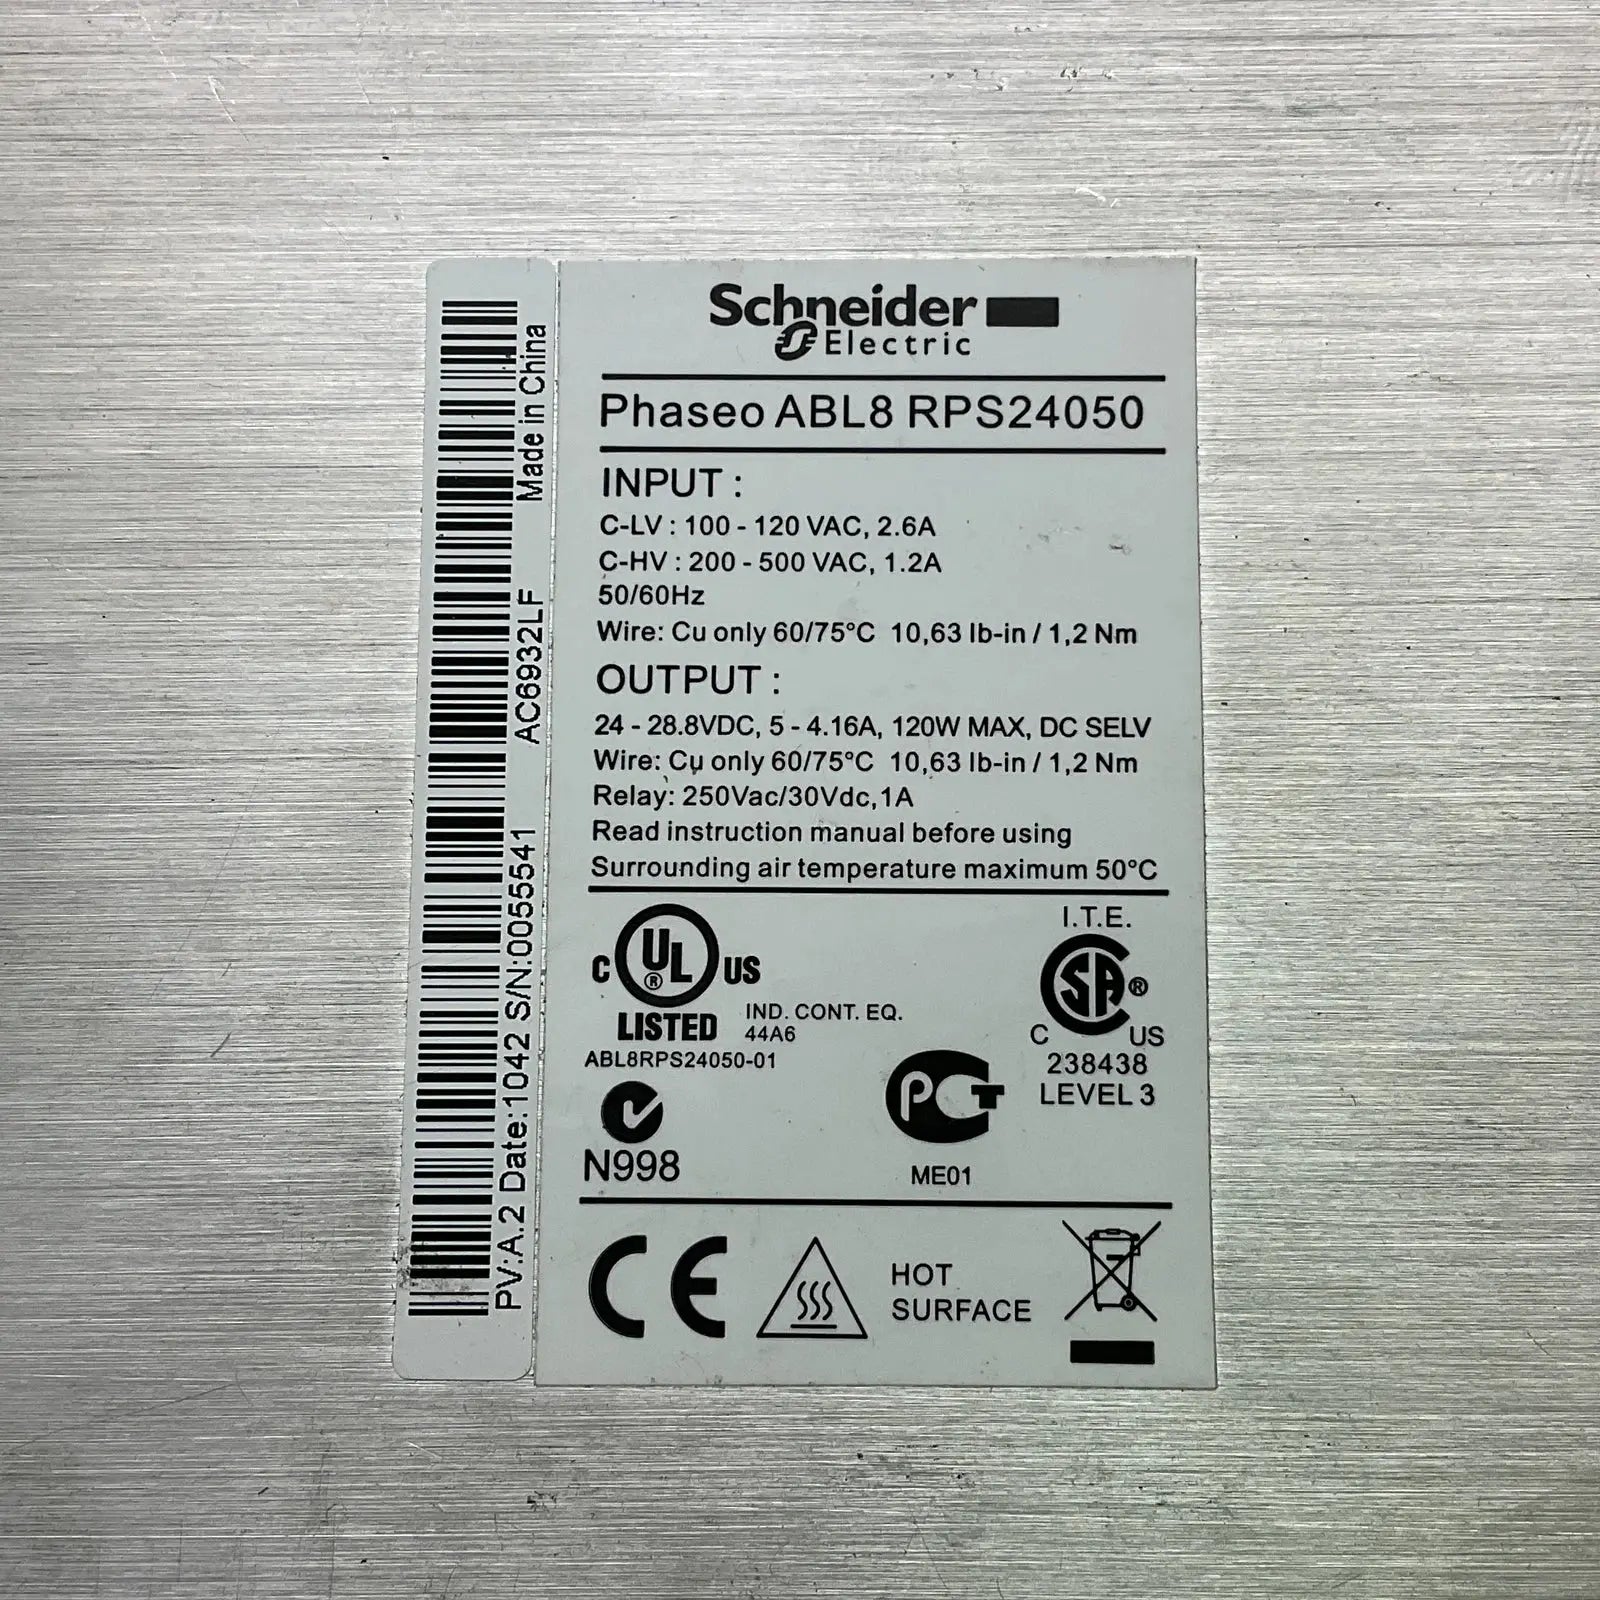 Schneider
Electric
Phaseo ABL8 RPS24050
INPUT :
C-LV : 100 - 120 VAC, 2.6A
C-HV : 200 - 500 VAC, 1.2A
50/60Hz
Wire: Cu only 60/75°C 10,63 lb-in / 1,2 Nm
OUTPUT :
24 - 28.8VDC, 5 - 4.16A, 120W MAX, DC SELV
Wire: Cu only 60/75°C 10,63 lb-in / 1,2 Nm
Relay: 250Vac/30Vdc,1A
Read instruction manual before using
Surrounding air temperature maximum 50°C
C UL ® US
LISTED
IND. CONT. EQ.
44A6
ABL8RPS24050-01
N998
PCT
ME01
I.T.E.
SA ®
C US
238438
LEVEL 3
CE
HOT
SURFACE
PV:A.2 Date:1042 S/N:0055541 AC6932LF Made in China